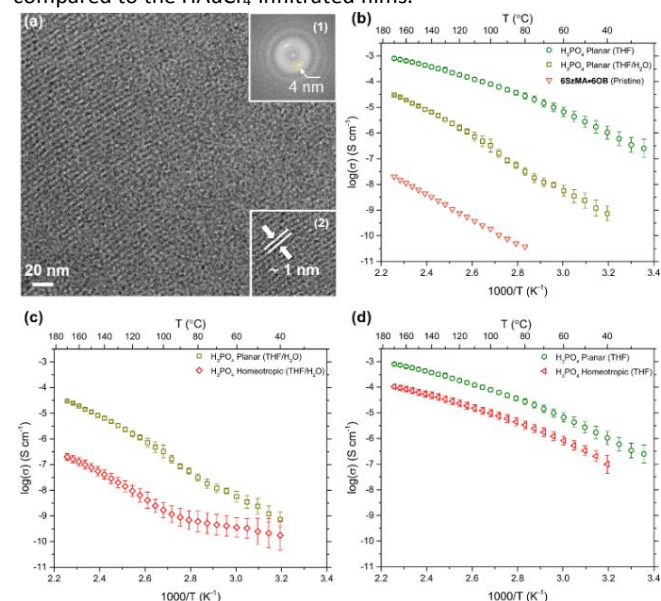 compared to the HAuCl₄ infiltrated films.
(a)
(1)
4 nm
(2)
~ 1 nm
20 nm
(b)
T (°C)
180 160 140 120 100 80 60 40
H₃PO₄ Planar (THF)
H₃PO₄ Planar (THF/H₂O)
6SzMA•6OB (Pristine)
log(σ) (S cm⁻¹)
-3
-4
-5
-6
-7
-8
-9
-10
-11
2.2 2.4 2.6 2.8 3.0 3.2 3.4
1000/T (K⁻¹)
(c)
T (°C)
180 160 140 120 100 80 60 40
H₃PO₄ Planar (THF/H₂O)
H₃PO₄ Homeotropic (THF/H₂O)
log(σ) (S cm⁻¹)
-3
-4
-5
-6
-7
-8
-9
-10
-11
2.2 2.4 2.6 2.8 3.0 3.2 3.4
1000/T (K⁻¹)
(d)
T (°C)
180 160 140 120 100 80 60 40
H₃PO₄ Planar (THF)
H₃PO₄ Homeotropic (THF)
log(σ) (S cm⁻¹)
-3
-4
-5
-6
-7
-8
-9
-10
-11
2.2 2.4 2.6 2.8 3.0 3.2 3.4
1000/T (K⁻¹)